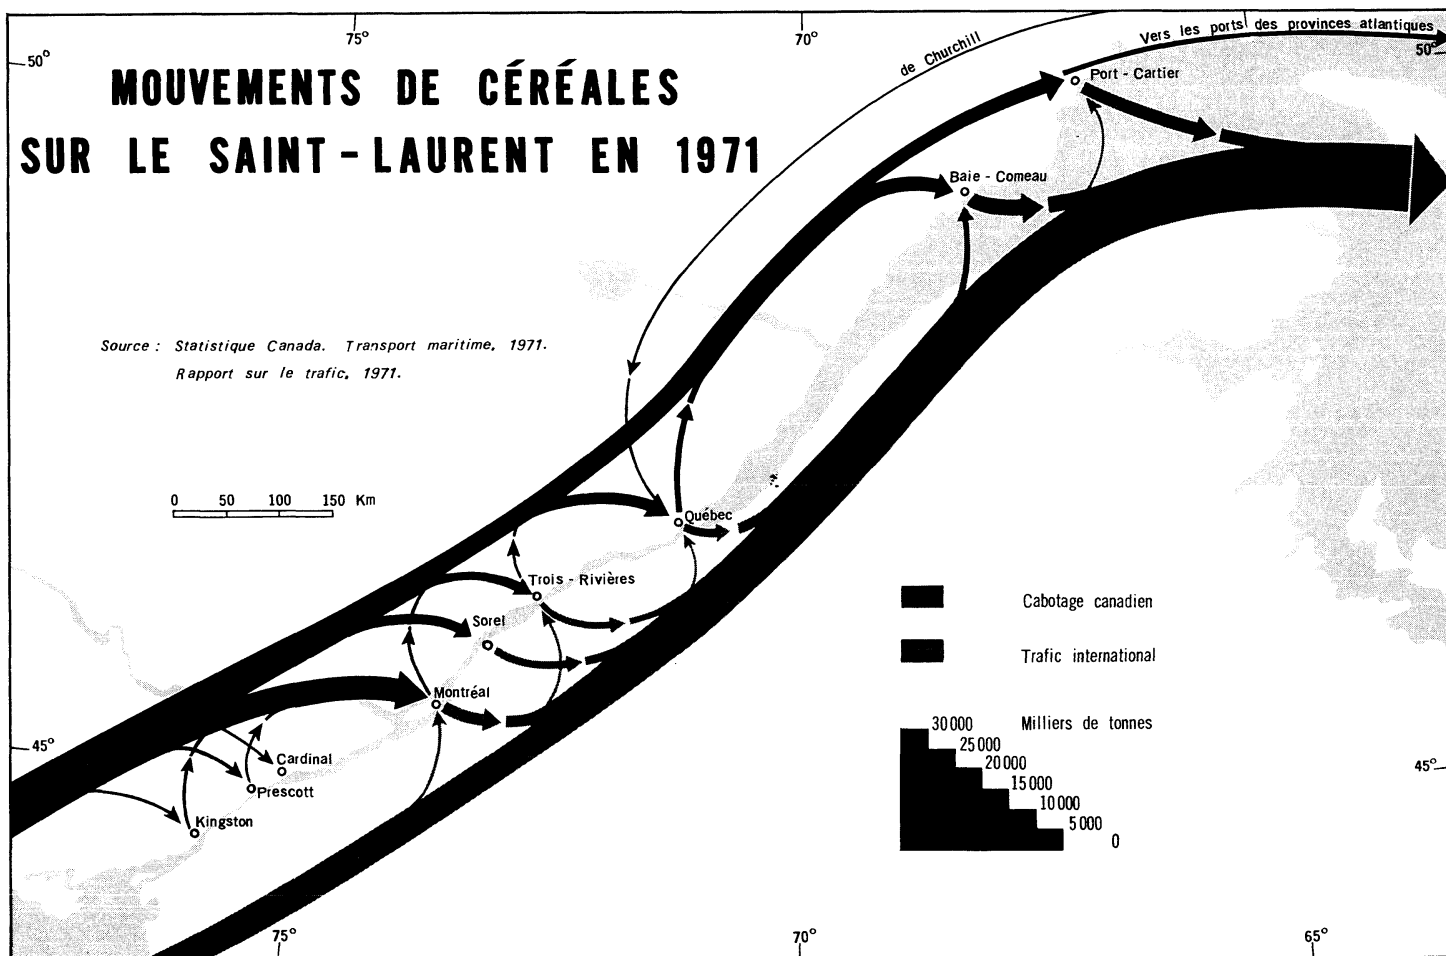 75°
70°
50°
50°
MOUVEMENTS DE CÉRÉALES
SUR LE SAINT-LAURENT EN 1971
de Churchill
Vers les ports des provinces atlantiques
Port - Cartier
Baie - Comeau
Source : Statistique Canada. Transport maritime, 1971.
Rapport sur le trafic, 1971.
0 50 100 150 Km
Québec
Trois - Rivières
Sorel
Montréal
Cardinal
Prescott
Kingston
45°
45°
Cabotage canadien
Trafic international
Milliers de tonnes
30 000
25 000
20 000
15 000
10 000
5 000
0
75°
70°
65°